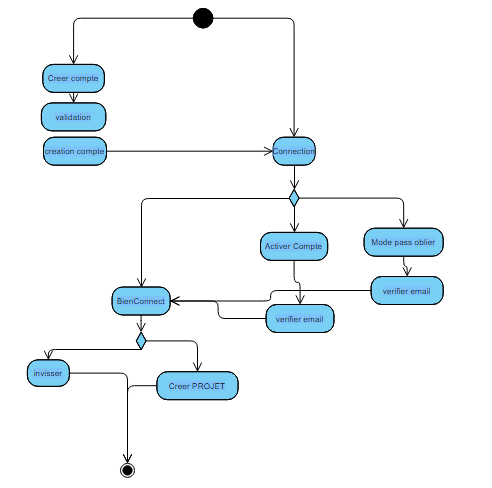 Creer compte
validation
creation compte
Connection
Activer Compte
Mode pass oblier
verifier email
BienConnect
verifier email
invisser
Creer PROJET